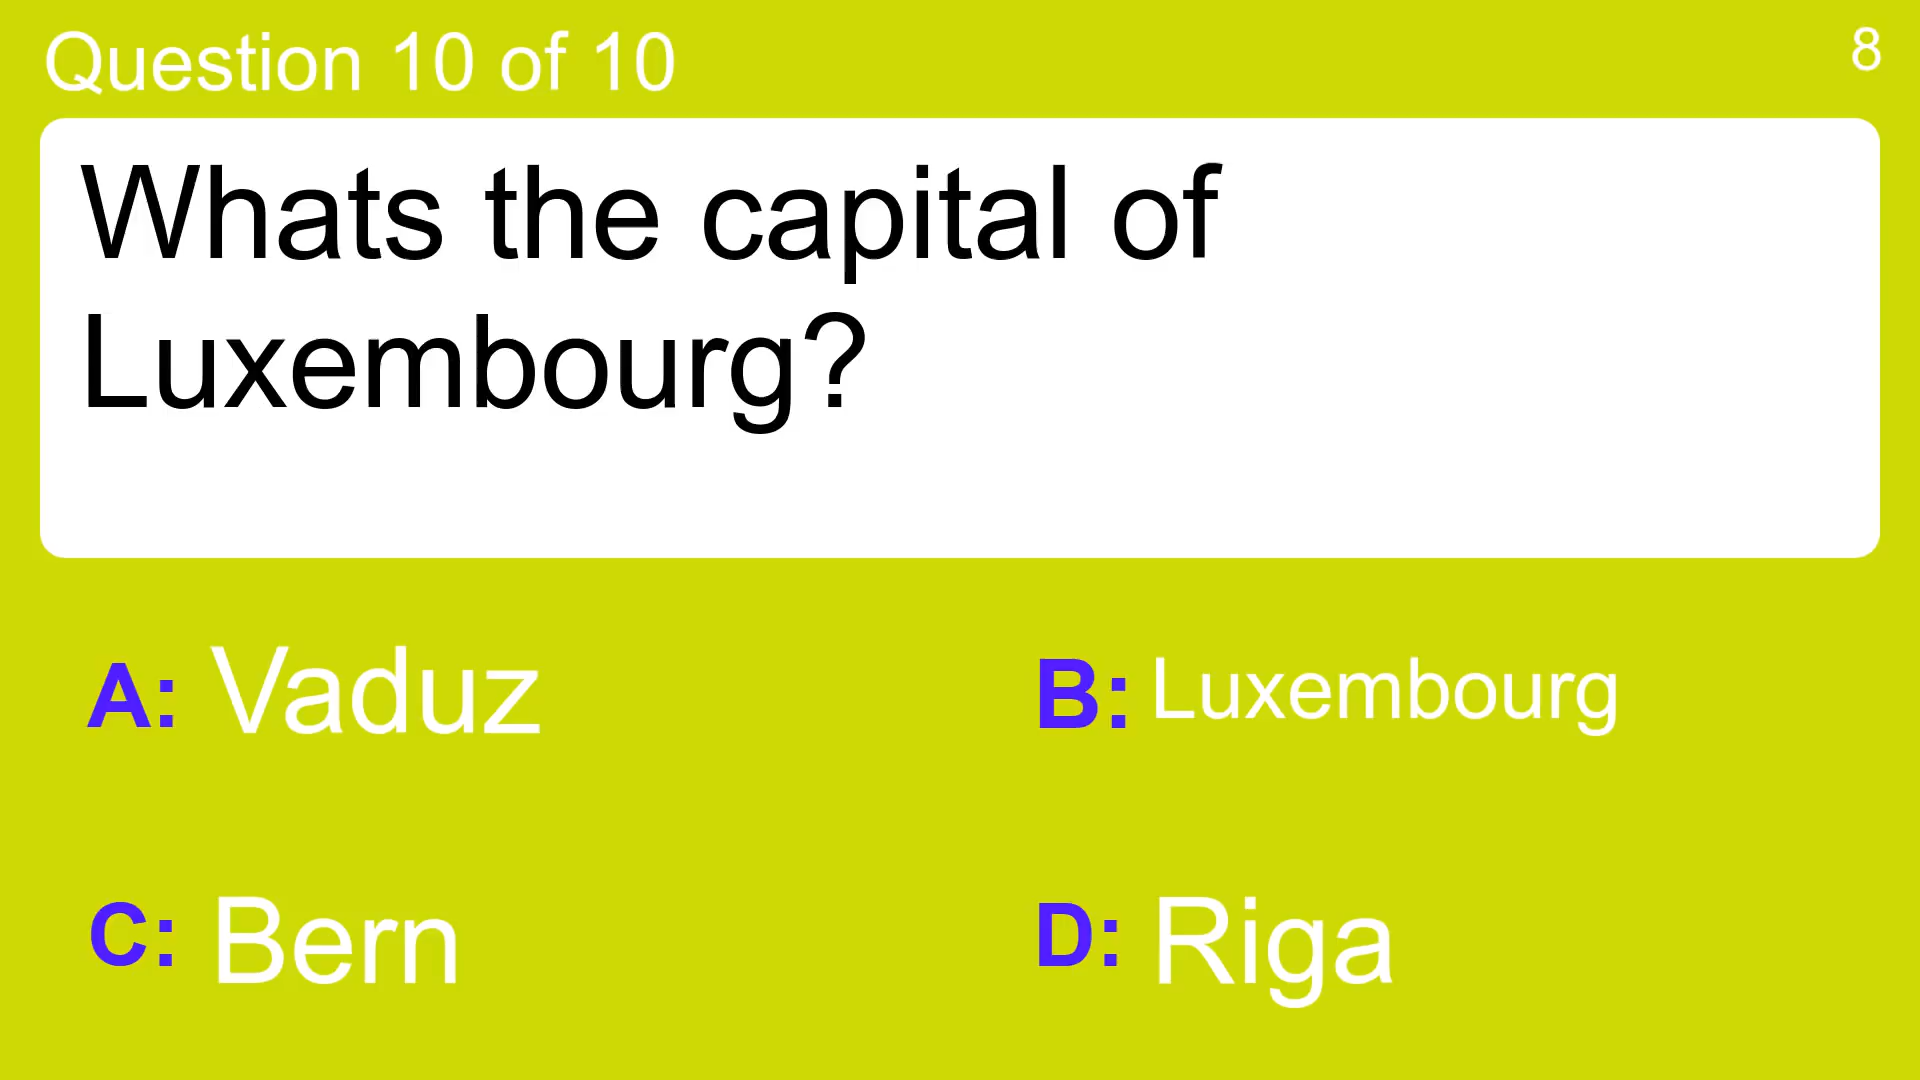 Question 10 of 10
8
Whats the capital of
Luxembourg?
A: Vaduz
B: Luxembourg
C: Bern
D: Riga